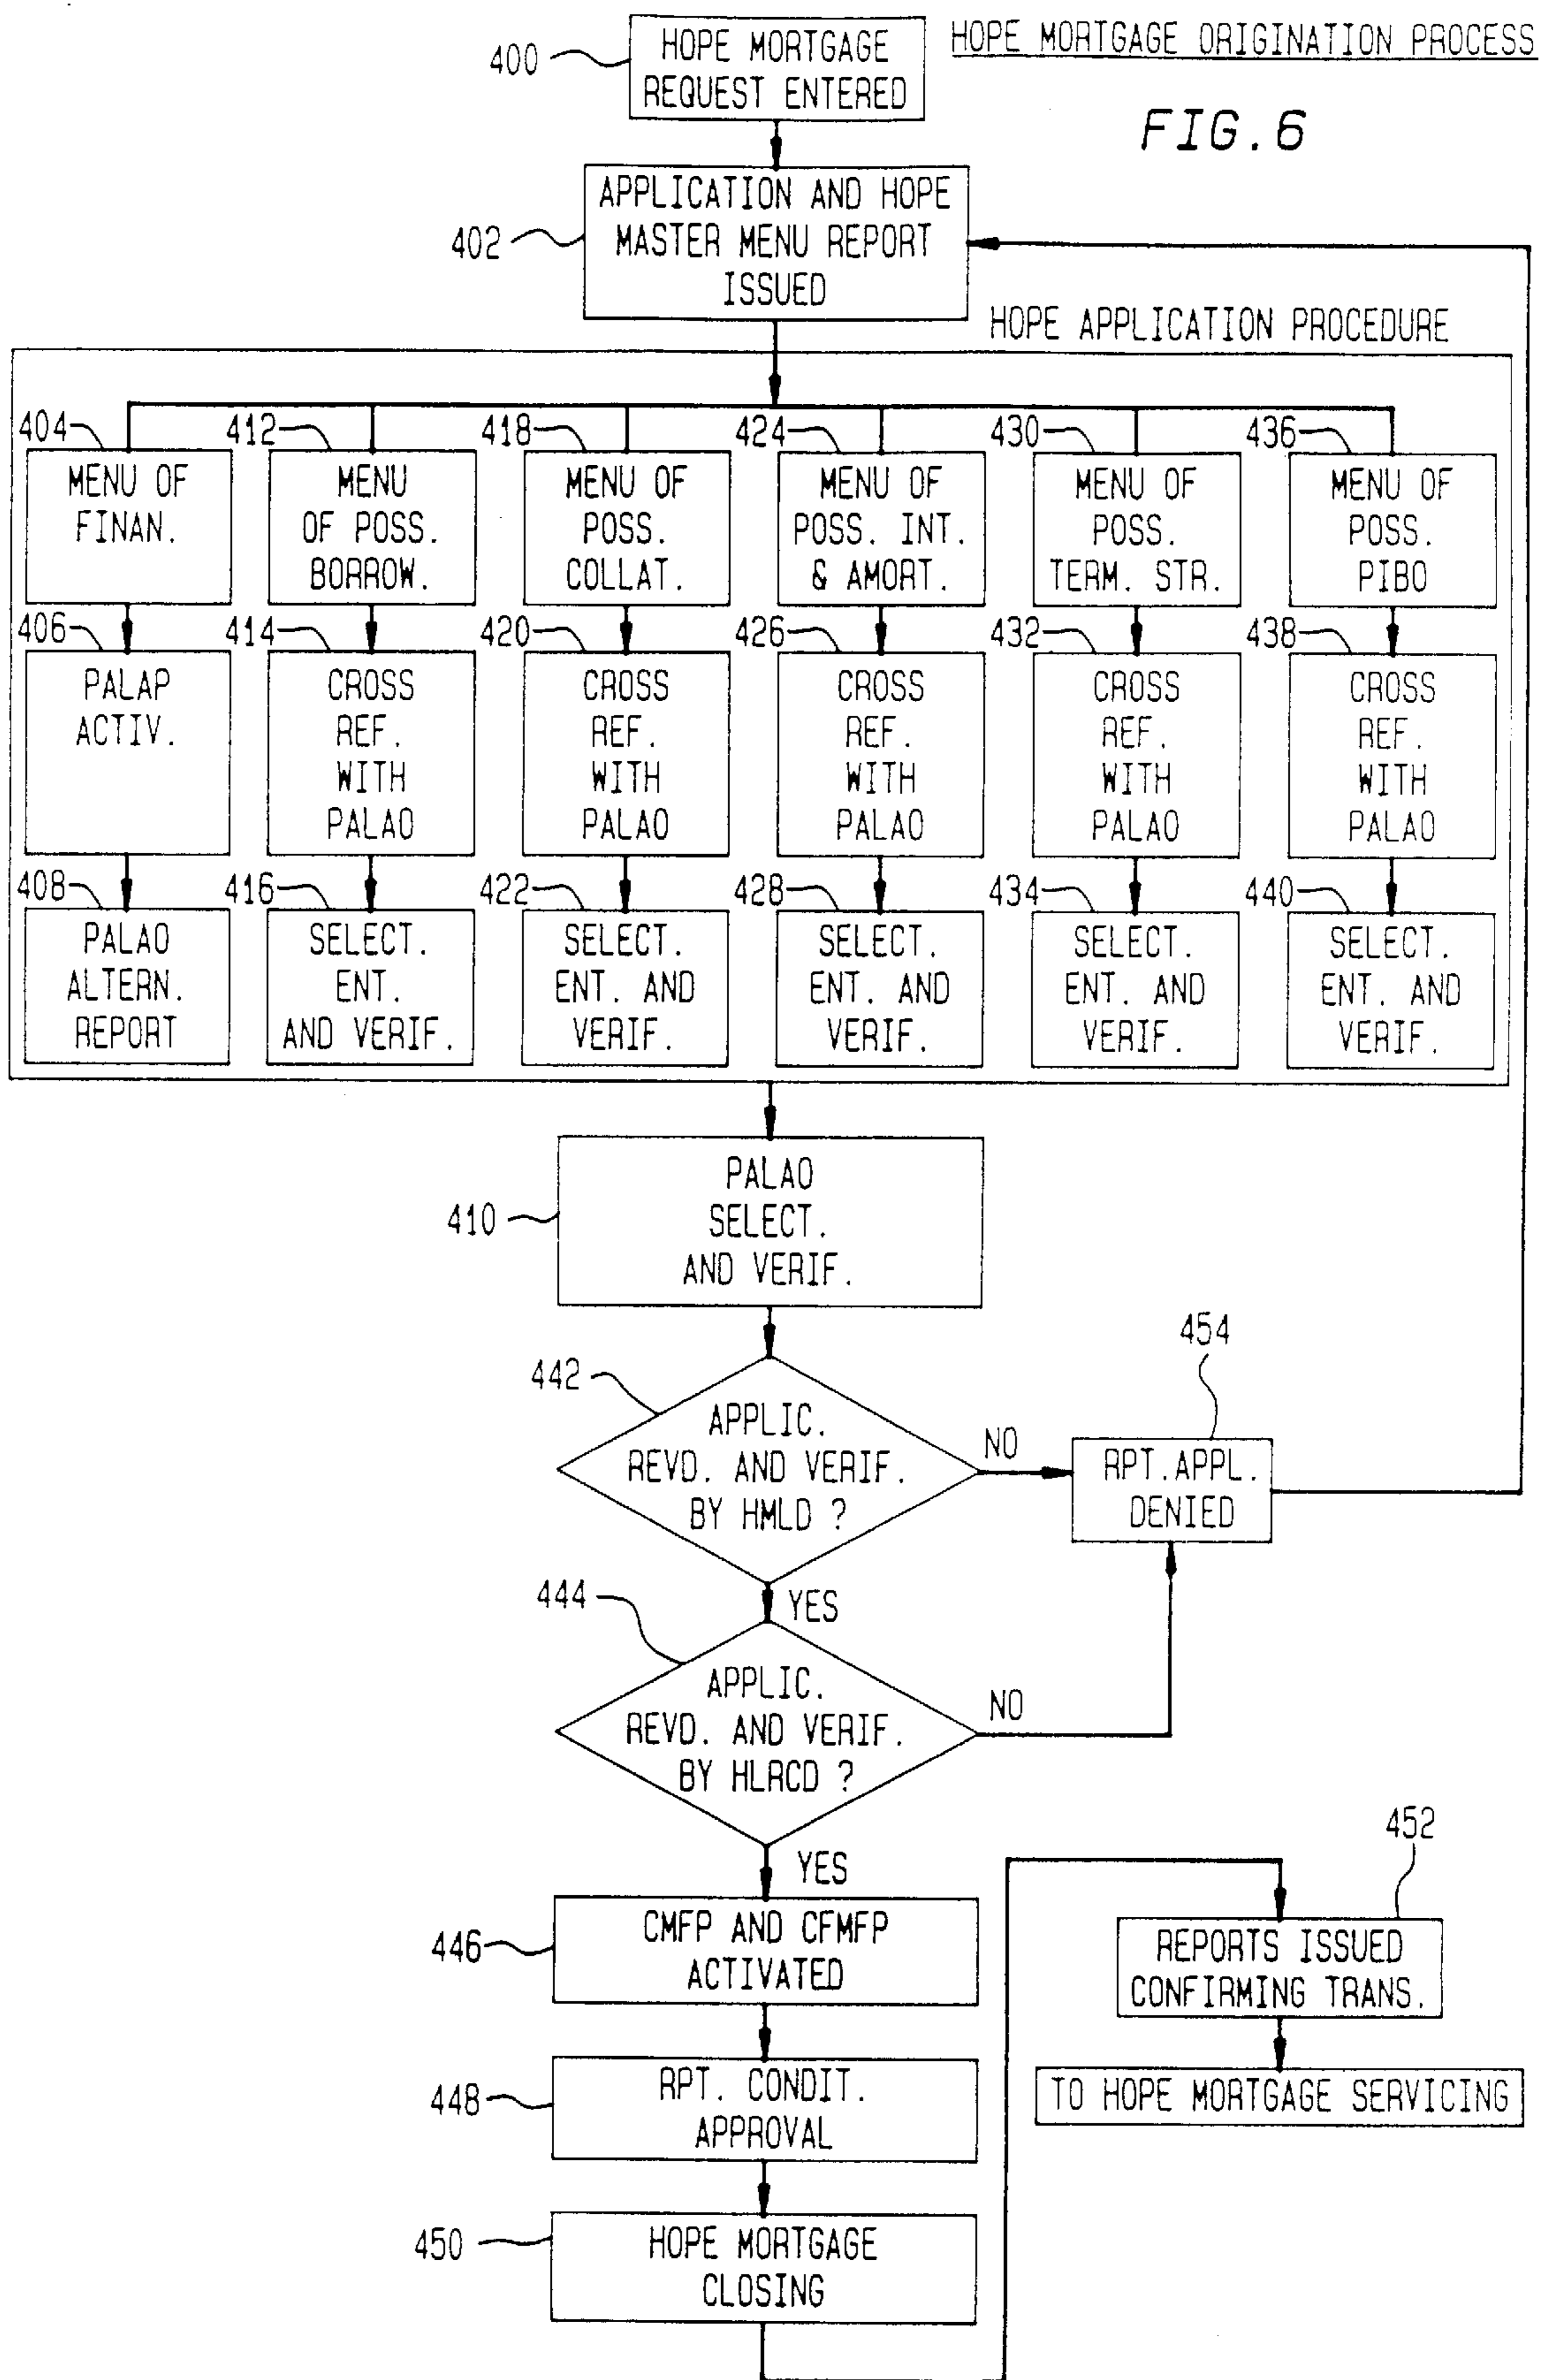 HOPE MORTGAGE ORIGINATION PROCESS
FIG. 6
400
HOPE MORTGAGE
REQUEST ENTERED
402
APPLICATION AND HOPE
MASTER MENU REPORT
ISSUED
HOPE APPLICATION PROCEDURE
404
MENU OF
FINAN.
412
MENU
OF POSS.
BORROW.
418
MENU OF
POSS.
COLLAT.
424
MENU OF
POSS. INT.
& AMORT.
430
MENU OF
POSS.
TERM. STR.
436
MENU OF
POSS.
PIBO
406
PALAP
ACTIV.
414
CROSS
REF.
WITH
PALAO
420
CROSS
REF.
WITH
PALAO
426
CROSS
REF.
WITH
PALAO
432
CROSS
REF.
WITH
PALAO
438
CROSS
REF.
WITH
PALAO
408
PALAO
ALTERN.
REPORT
416
SELECT.
ENT.
AND VERIF.
422
SELECT.
ENT. AND
VERIF.
428
SELECT.
ENT. AND
VERIF.
434
SELECT.
ENT. AND
VERIF.
440
SELECT.
ENT. AND
VERIF.
410
PALAO
SELECT.
AND VERIF.
442
APPLIC.
REVD. AND VERIF.
BY HMLD ?
NO
454
RPT. APPL.
DENIED
YES
444
APPLIC.
REVD. AND VERIF.
BY HLRCD ?
NO
YES
446
CMFP AND CFMFP
ACTIVATED
448
RPT. CONDIT.
APPROVAL
450
HOPE MORTGAGE
CLOSING
452
REPORTS ISSUED
CONFIRMING TRANS.
TO HOPE MORTGAGE SERVICING